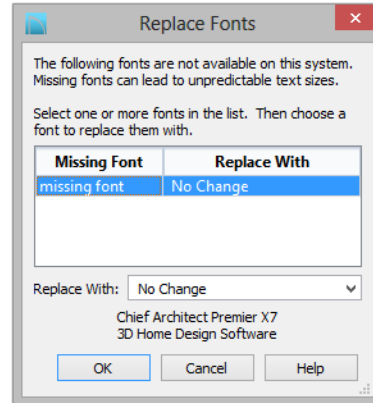 Replace Fonts
The following fonts are not available on this system.
Missing fonts can lead to unpredictable text sizes.
Select one or more fonts in the list. Then choose a
font to replace them with.
Missing Font Replace With
missing font No Change
Replace With: No Change
Chief Architect Premier X7
3D Home Design Software
OK Cancel Help